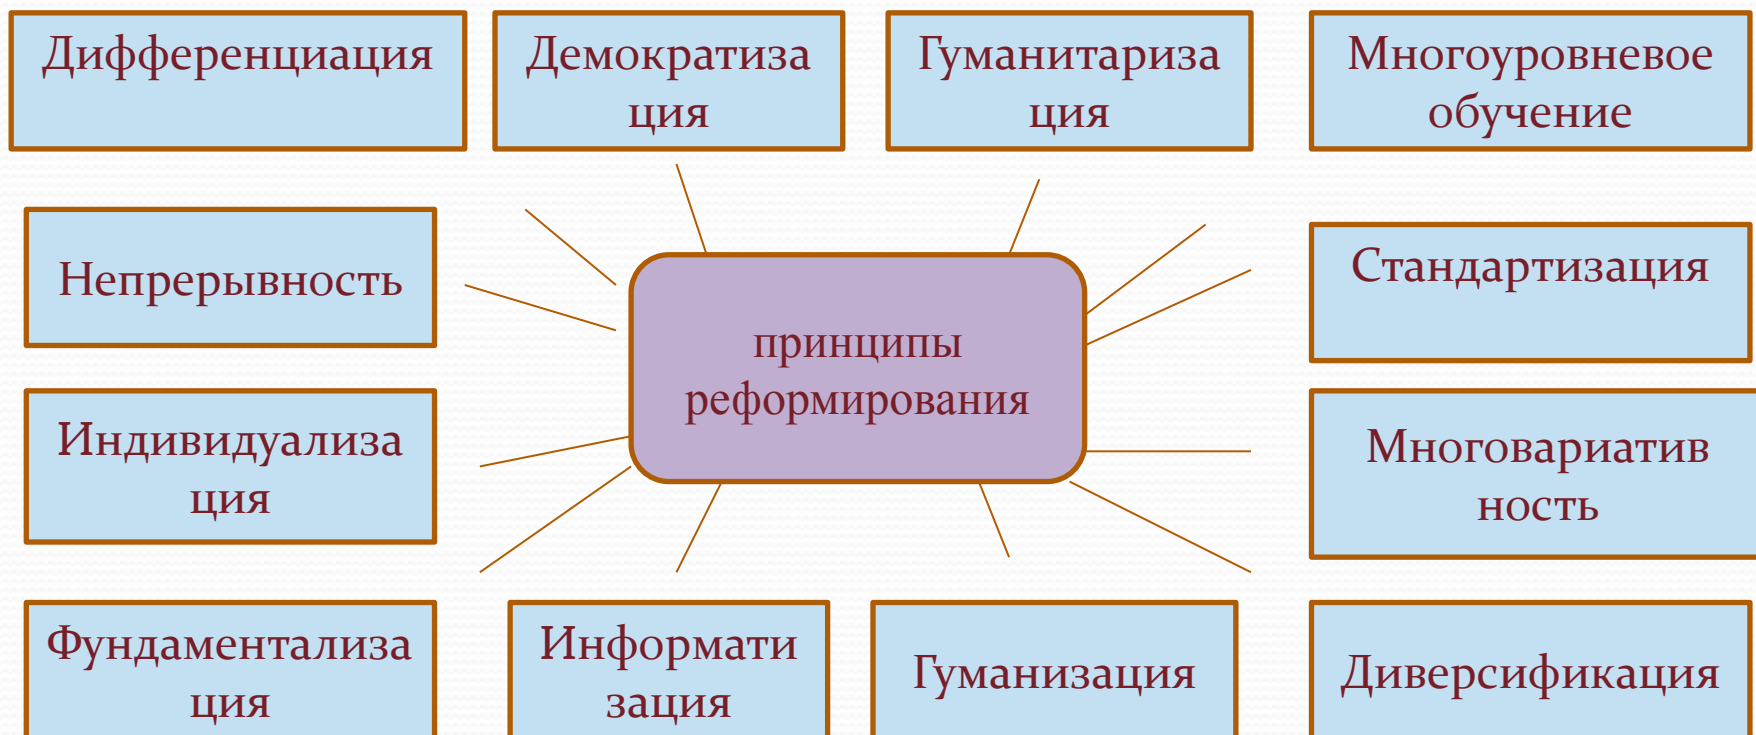 Дифференциация
Демократиза
ция
Гуманитариза
ция
Многоуровневое
обучение
Непрерывность
Стандартизация
принципы
реформирования
Индивидуализа
ция
Многовариатив
ность
Фундаментализа
ция
Информати
зация
Гуманизация
Диверсификация